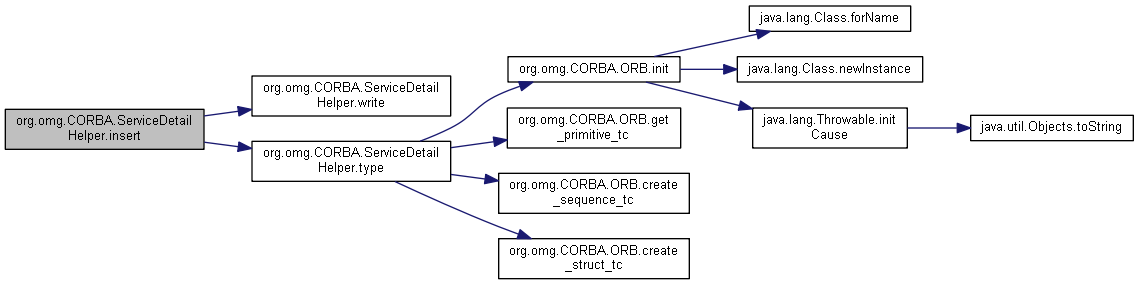 org.omg.CORBA.ServiceDetail
Helper.insert
org.omg.CORBA.ServiceDetail
Helper.write
org.omg.CORBA.ServiceDetail
Helper.type
org.omg.CORBA.ORB.init
org.omg.CORBA.ORB.get
_primitive_tc
org.omg.CORBA.ORB.create
_sequence_tc
org.omg.CORBA.ORB.create
_struct_tc
java.lang.Class.forName
java.lang.Class.newInstance
java.lang.Throwable.init
Cause
java.util.Objects.toString